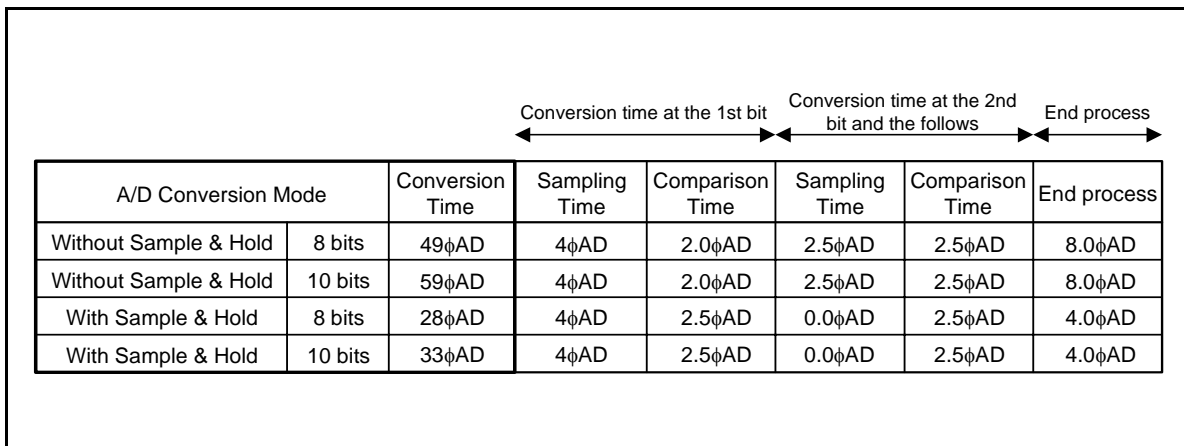 Conversion time at the 1st bit
Conversion time at the 2nd
bit and the follows
End process
A/D Conversion Mode
Conversion
Time
Sampling
Time
Comparison
Time
Sampling
Time
Comparison
Time
End process
Without Sample & Hold 8 bits 49ϕAD 4ϕAD 2.0ϕAD 2.5ϕAD 2.5ϕAD 8.0ϕAD
Without Sample & Hold 10 bits 59ϕAD 4ϕAD 2.0ϕAD 2.5ϕAD 2.5ϕAD 8.0ϕAD
With Sample & Hold 8 bits 28ϕAD 4ϕAD 2.5ϕAD 0.0ϕAD 2.5ϕAD 4.0ϕAD
With Sample & Hold 10 bits 33ϕAD 4ϕAD 2.5ϕAD 0.0ϕAD 2.5ϕAD 4.0ϕAD